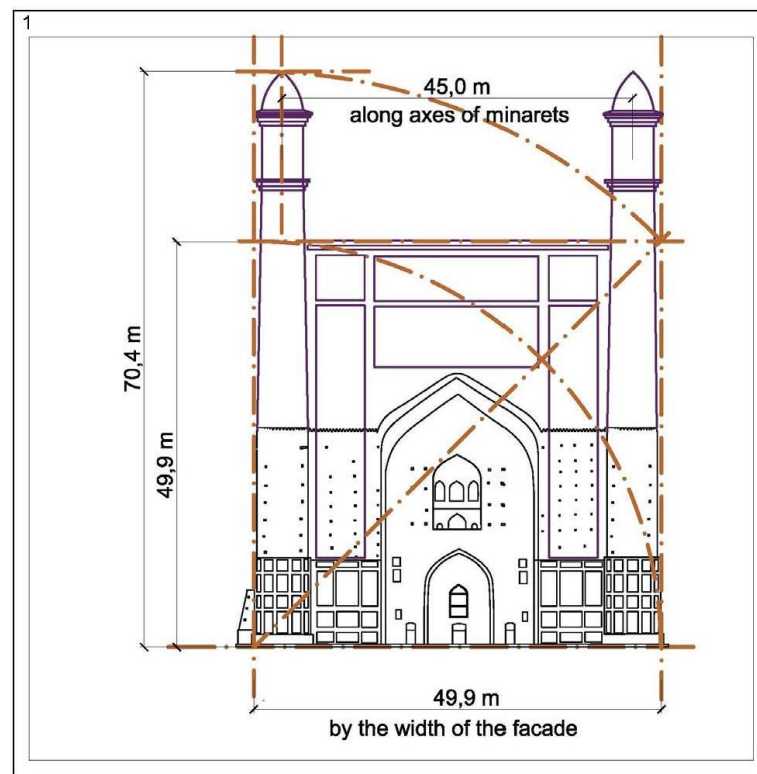 1
45,0 m
along axes of minarets
70,4 m
49,9 m
49,9 m
by the width of the facade